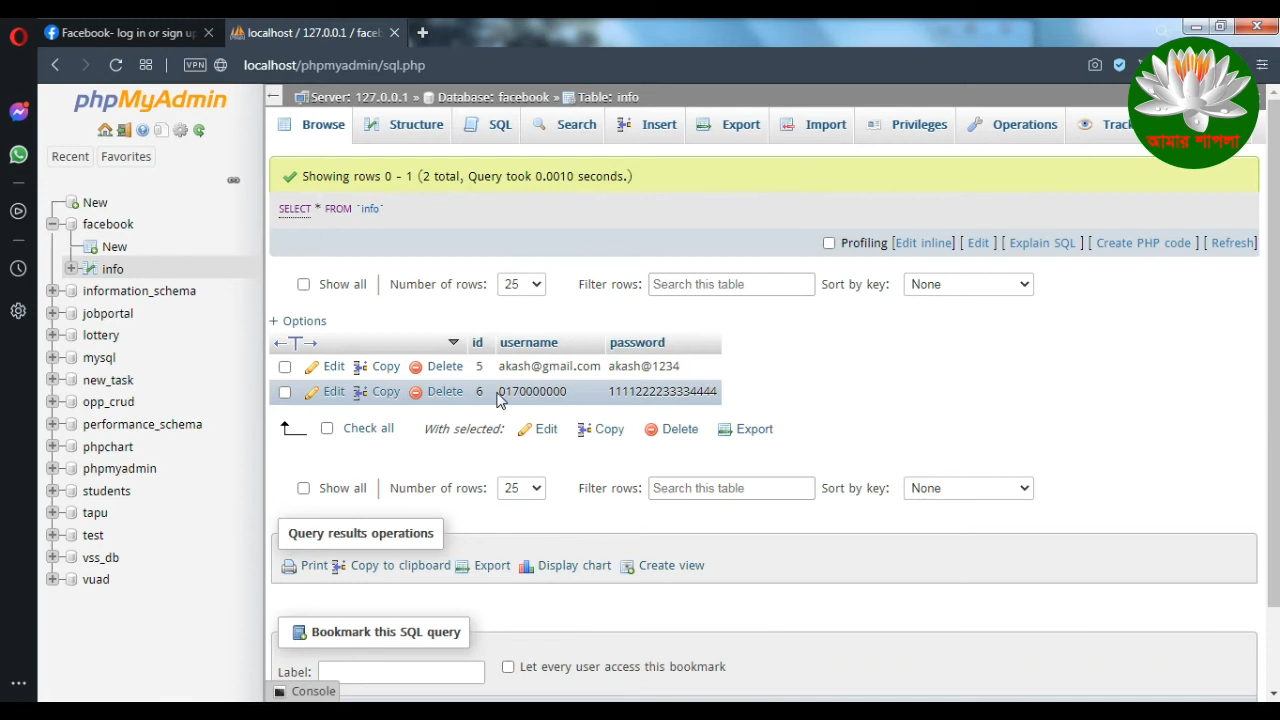 Facebook- log in or sign up
localhost / 127.0.0.1 / face
VPN
localhost/phpmyadmin/sql.php
আমার শাপলা
phpMyAdmin
Recent
Favorites
New
facebook
New
info
information_schema
jobportal
lottery
mysql
new_task
opp_crud
performance_schema
phpchart
phpmyadmin
students
tapu
test
vss_db
vuad
Server: 127.0.0.1 » Database: facebook » Table: info
Browse Structure SQL Search Insert Export Import Privileges Operations Track
Showing rows 0 - 1 (2 total, Query took 0.0010 seconds.)
SELECT * FROM `info`
Profiling [Edit inline] [ Edit ] [ Explain SQL ] [ Create PHP code ] [ Refresh]
Show all Number of rows: 25 Filter rows: Search this table Sort by key: None
+ Options
←T→ id username password
Edit Copy Delete 5 akash@gmail.com akash@1234
Edit Copy Delete 6 0170000000 1111222233334444
Check all With selected: Edit Copy Delete Export
Show all Number of rows: 25 Filter rows: Search this table Sort by key: None
Query results operations
Print Copy to clipboard Export Display chart Create view
Bookmark this SQL query
Label: Let every user access this bookmark
Console